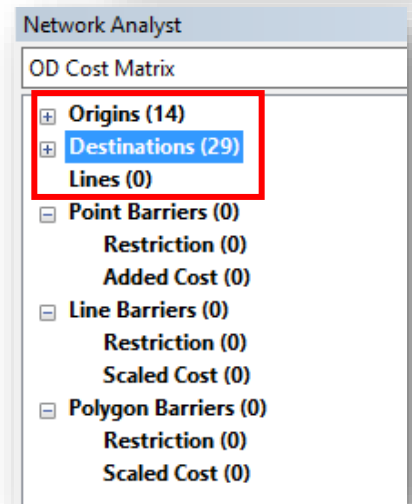 Network Analyst
OD Cost Matrix
Origins (14)
Destinations (29)
Lines (0)
Point Barriers (0)
Restriction (0)
Added Cost (0)
Line Barriers (0)
Restriction (0)
Scaled Cost (0)
Polygon Barriers (0)
Restriction (0)
Scaled Cost (0)